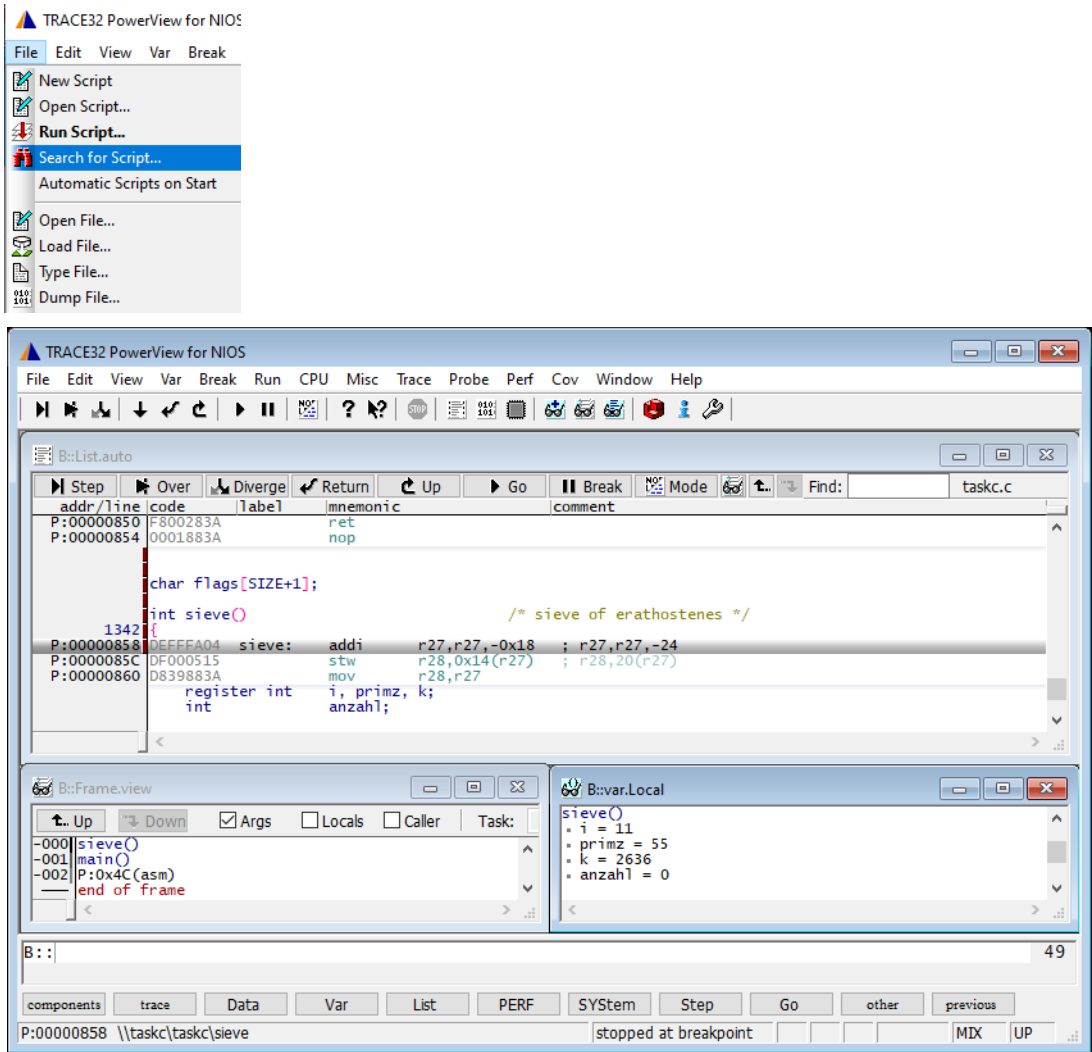 TRACE32 PowerView for NIOS
File Edit View Var Break
New Script
Open Script...
Run Script...
Search for Script...
Automatic Scripts on Start
Open File...
Load File...
Type File...
Dump File...
TRACE32 PowerView for NIOS
File Edit View Var Break Run CPU Misc Trace Probe Perf Cov Window Help
B::List.auto
Step Over Diverge Return Up Go Break Mode t.. Find: taskc.c
addr/line code label mnemonic comment
P:00000850 F800283A ret
P:00000854 0001883A nop
char flags[SIZE+1];
int sieve() /* sieve of erathostenes */
1342 {
P:00000858 DEFFFA04 sieve: addi r27,r27,-0x18 ; r27,r27,-24
P:0000085C DF000515 stw r28,0x14(r27) ; r28,20(r27)
P:00000860 D839883A mov r28,r27
register int i, primz, k;
int anzahl;
B::Frame.view
Up Down Args Locals Caller Task:
-000 sieve()
-001 main()
-002 P:0x4C(asm)
end of frame
B::var.Local
sieve()
i = 11
primz = 55
k = 2636
anzahl = 0
B:: 49
components trace Data Var List PERF SYStem Step Go other previous
P:00000858 \\taskc\taskc\sieve stopped at breakpoint MIX UP